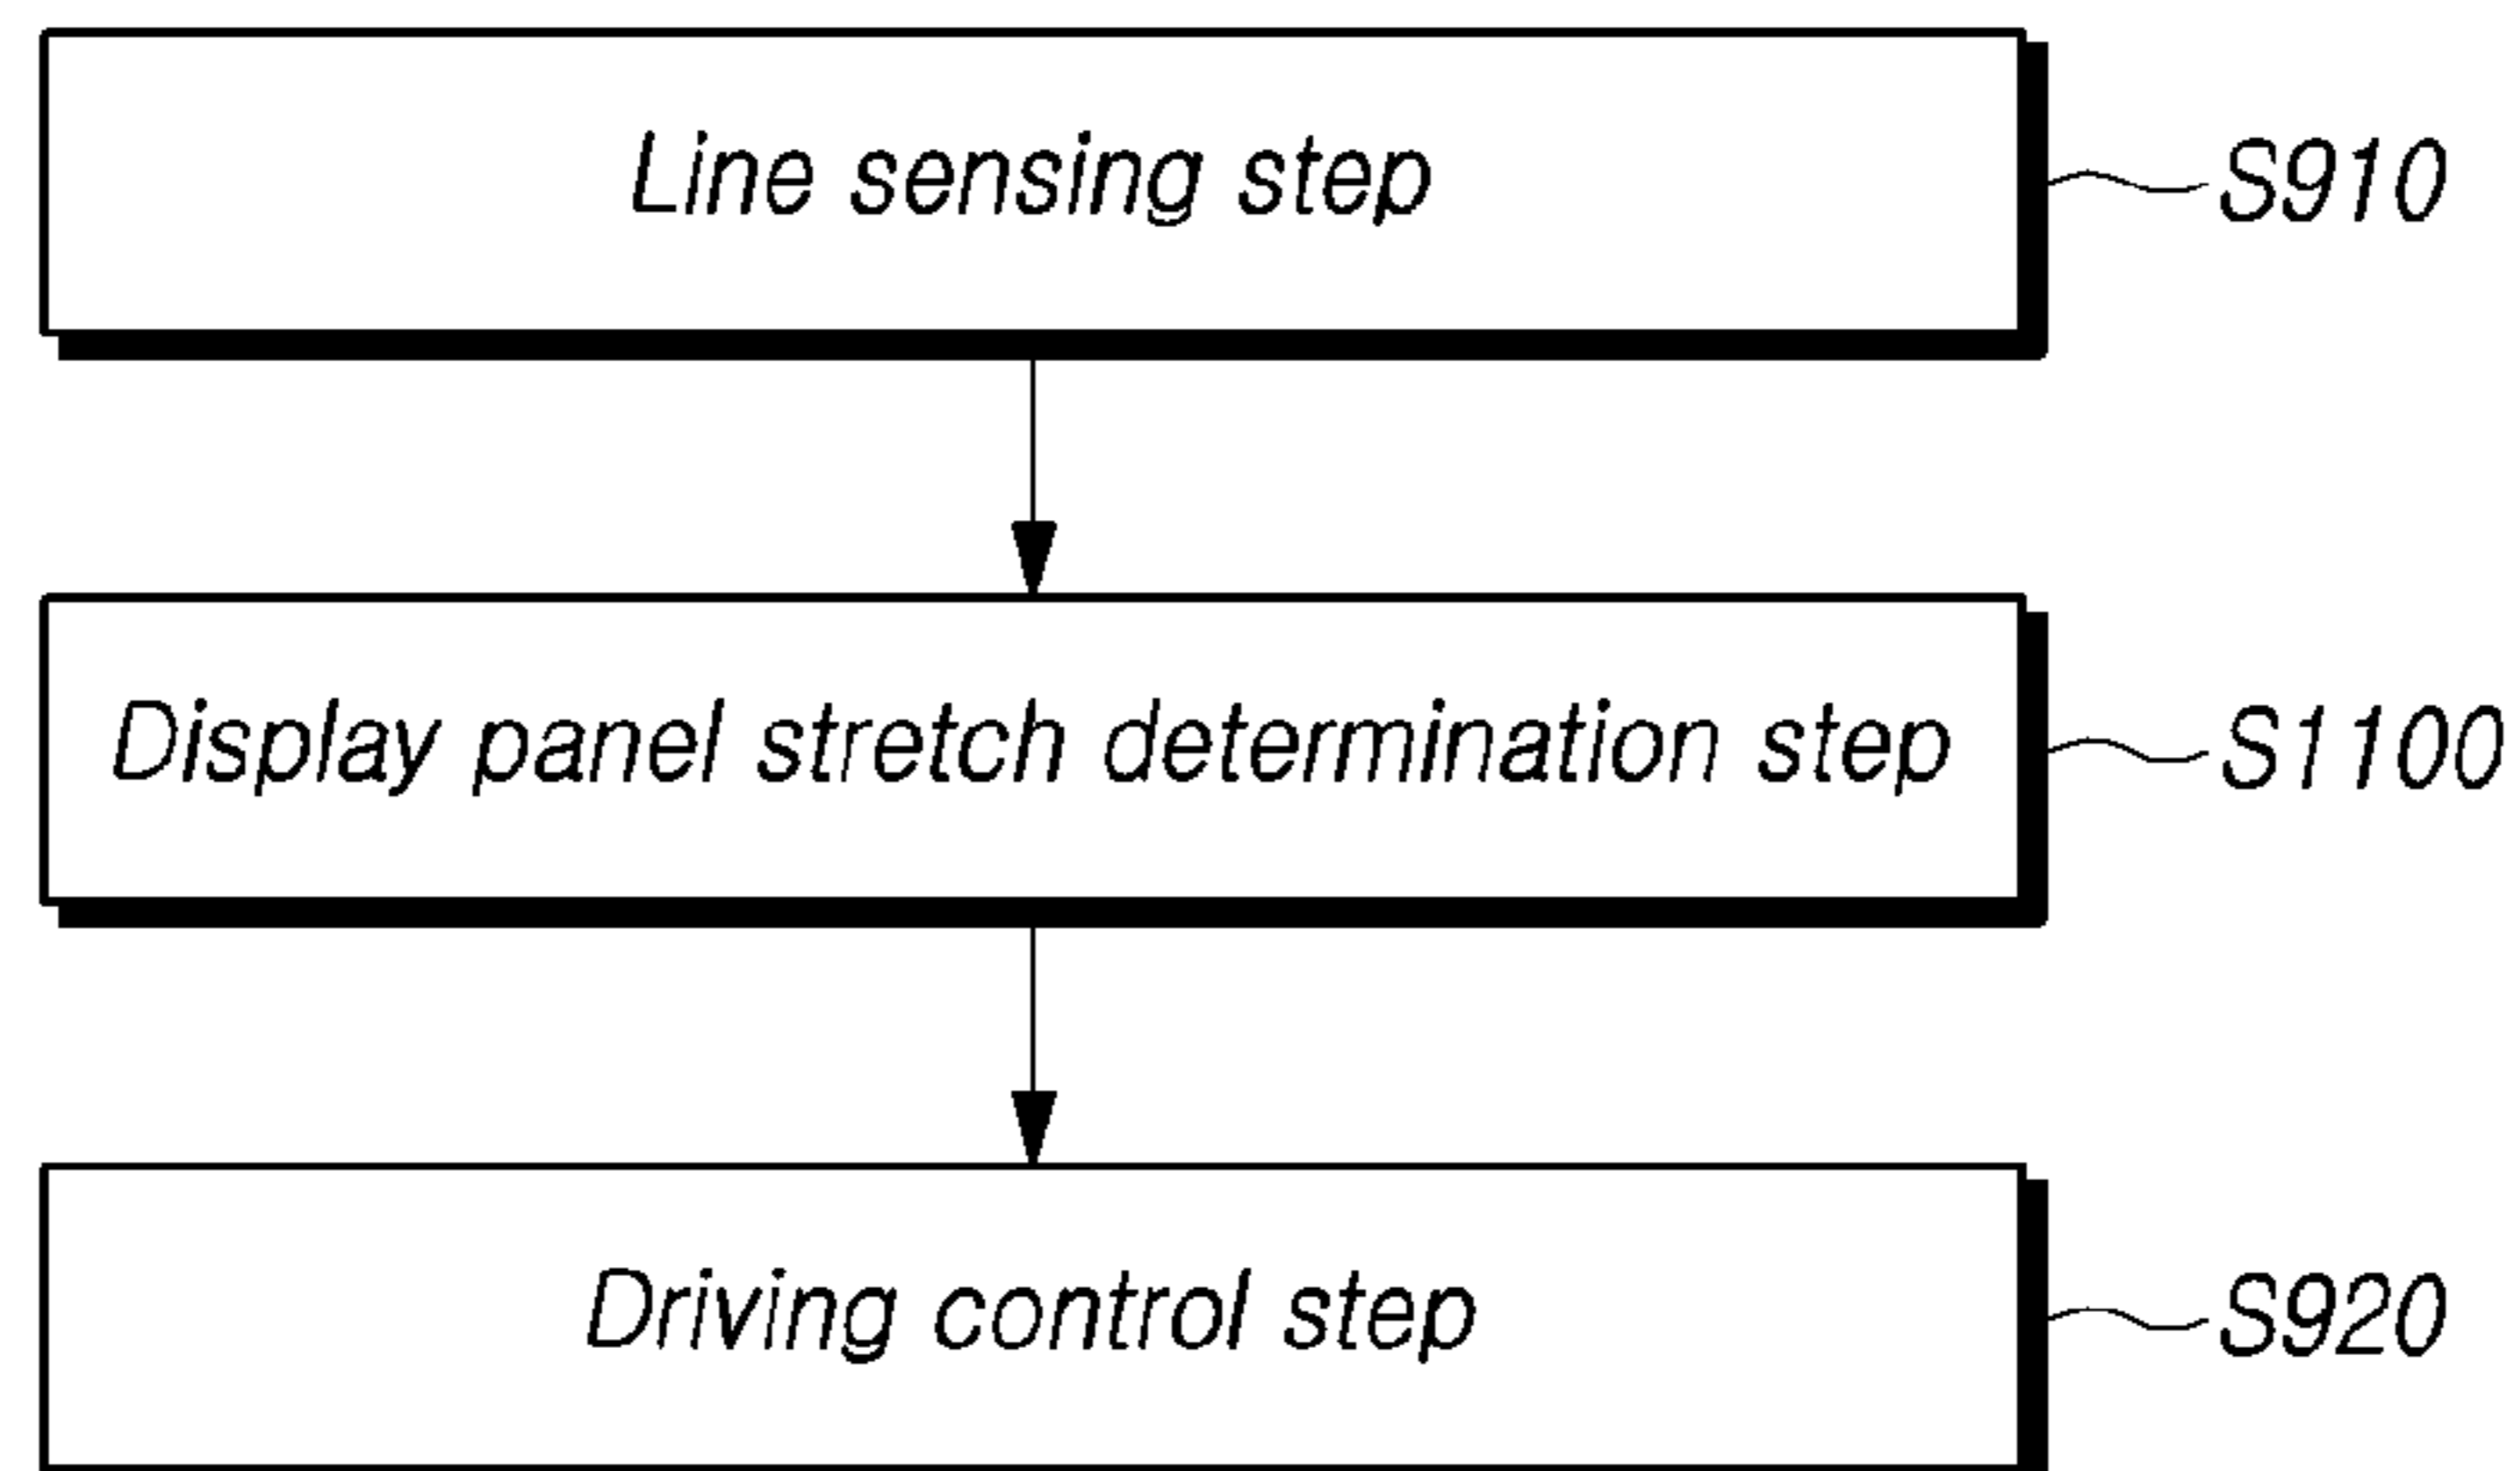 Line sensing step
S910
Display panel stretch determination step
S1100
Driving control step
S920